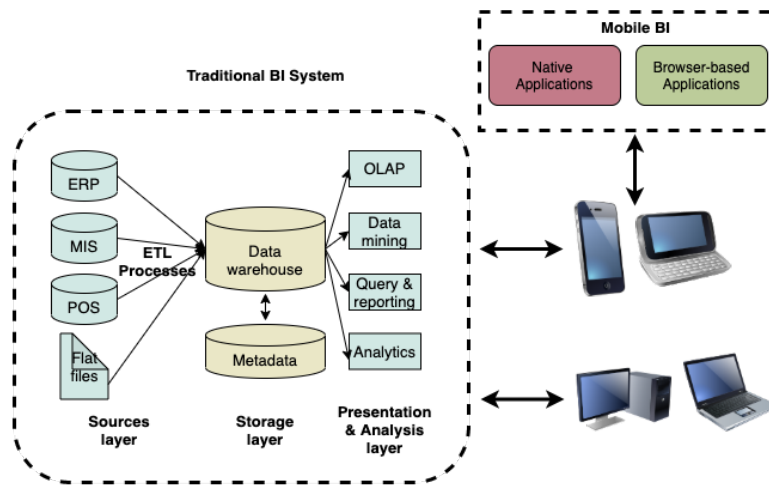 Mobile BI
Native
Applications
Browser-based
Applications
Traditional BI System
ERP
MIS
POS
Flat
files
ETL
Processes
Data
warehouse
Metadata
OLAP
Data
mining
Query &
reporting
Analytics
Sources
layer
Storage
layer
Presentation
& Analysis
layer